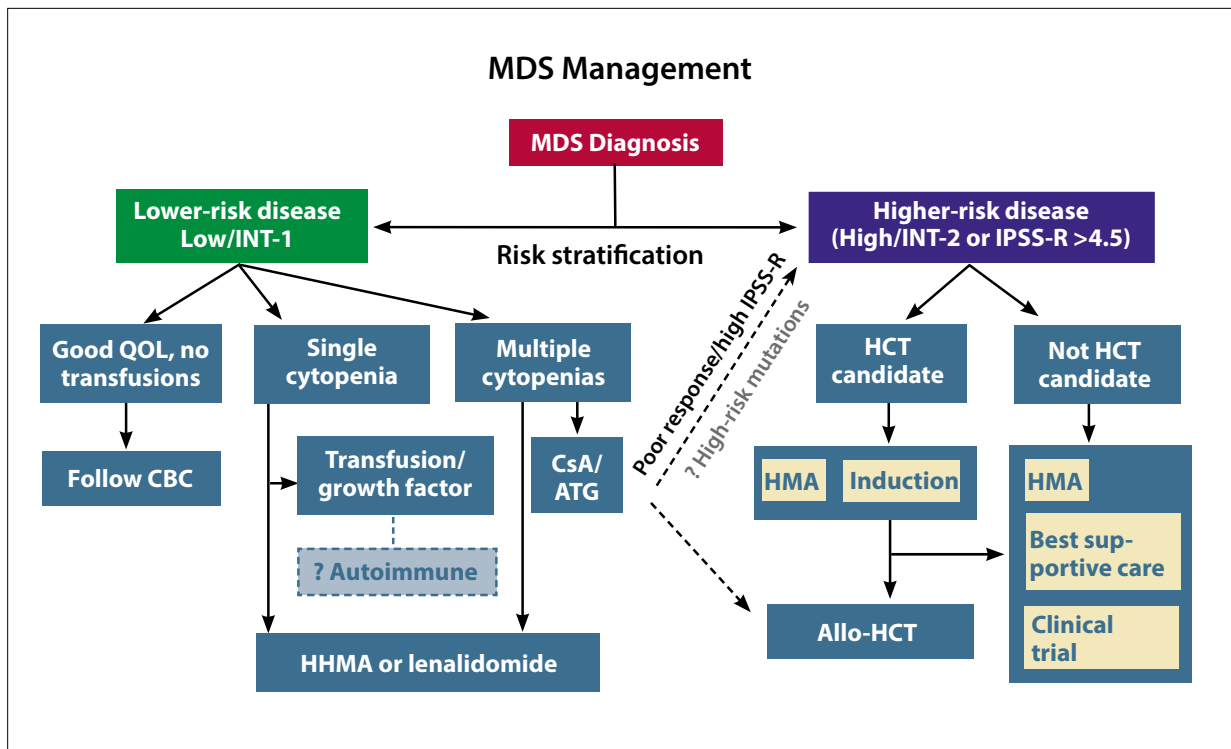 MDS Management
MDS Diagnosis
Lower-risk disease
Low/INT-1
Higher-risk disease
(High/INT-2 or IPSS-R >4.5)
Risk stratification
Good QOL, no
transfusions
Single
cytopenia
Multiple
cytopenias
Poor response/high IPSS-R
? High-risk mutations
HCT
candidate
Not HCT
candidate
Follow CBC
Transfusion/
growth factor
CsA/
ATG
HMA
Induction
HMA
? Autoimmune
Best sup-
portive care
HHMA or lenalidomide
Allo-HCT
Clinical
trial